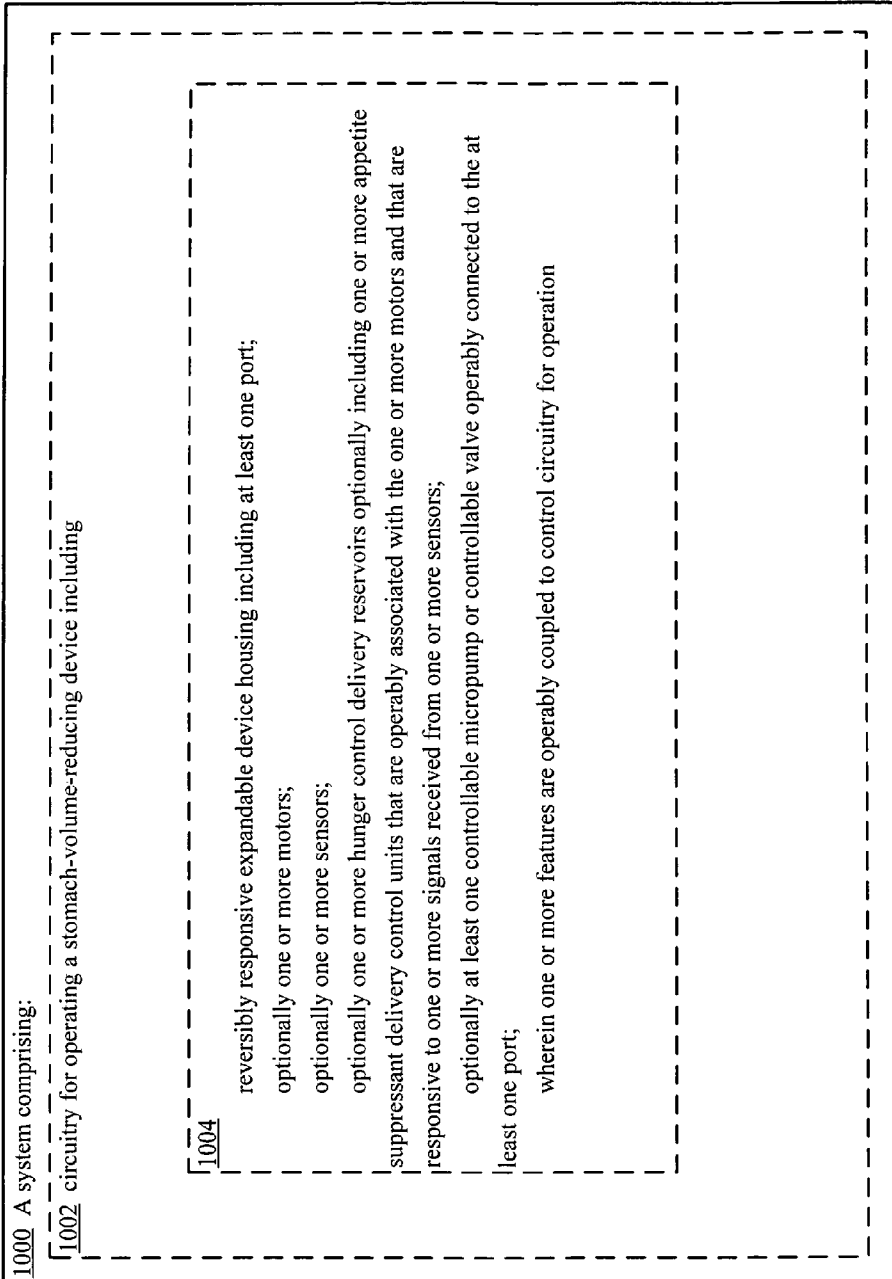 1000 A system comprising:
1002 circuitry for operating a stomach-volume-reducing device including
1004
reversibly responsive expandable device housing including at least one port;
optionally one or more motors;
optionally one or more sensors;
optionally one or more hunger control delivery reservoirs optionally including one or more appetite
suppressant delivery control units that are operably associated with the one or more motors and that are
responsive to one or more signals received from one or more sensors;
optionally at least one controllable micropump or controllable valve operably connected to the at
least one port;
wherein one or more features are operably coupled to control circuitry for operation